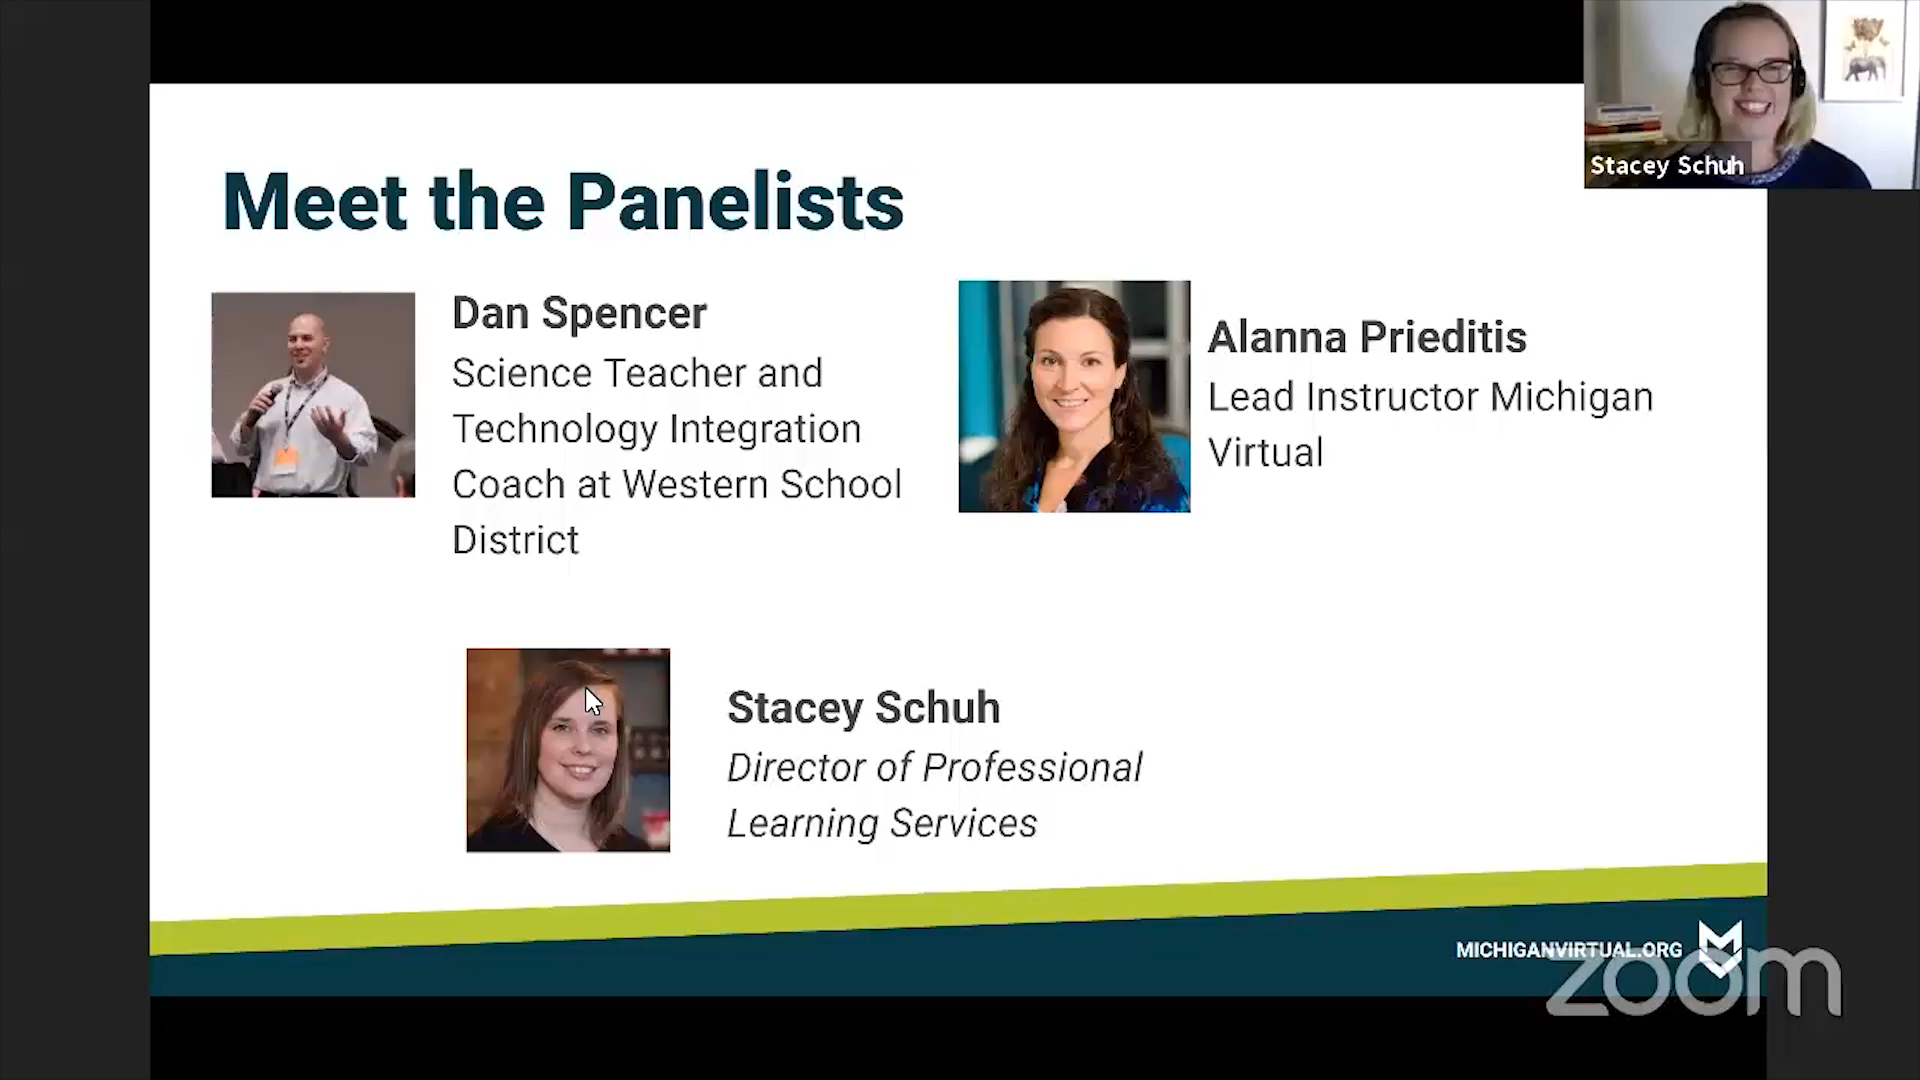 Stacey Schuh
Meet the Panelists
Dan Spencer
Science Teacher and
Technology Integration
Coach at Western School
District
Alanna Prieditis
Lead Instructor Michigan
Virtual
Stacey Schuh
Director of Professional
Learning Services
MICHIGANVIRTUAL.ORG
zoom